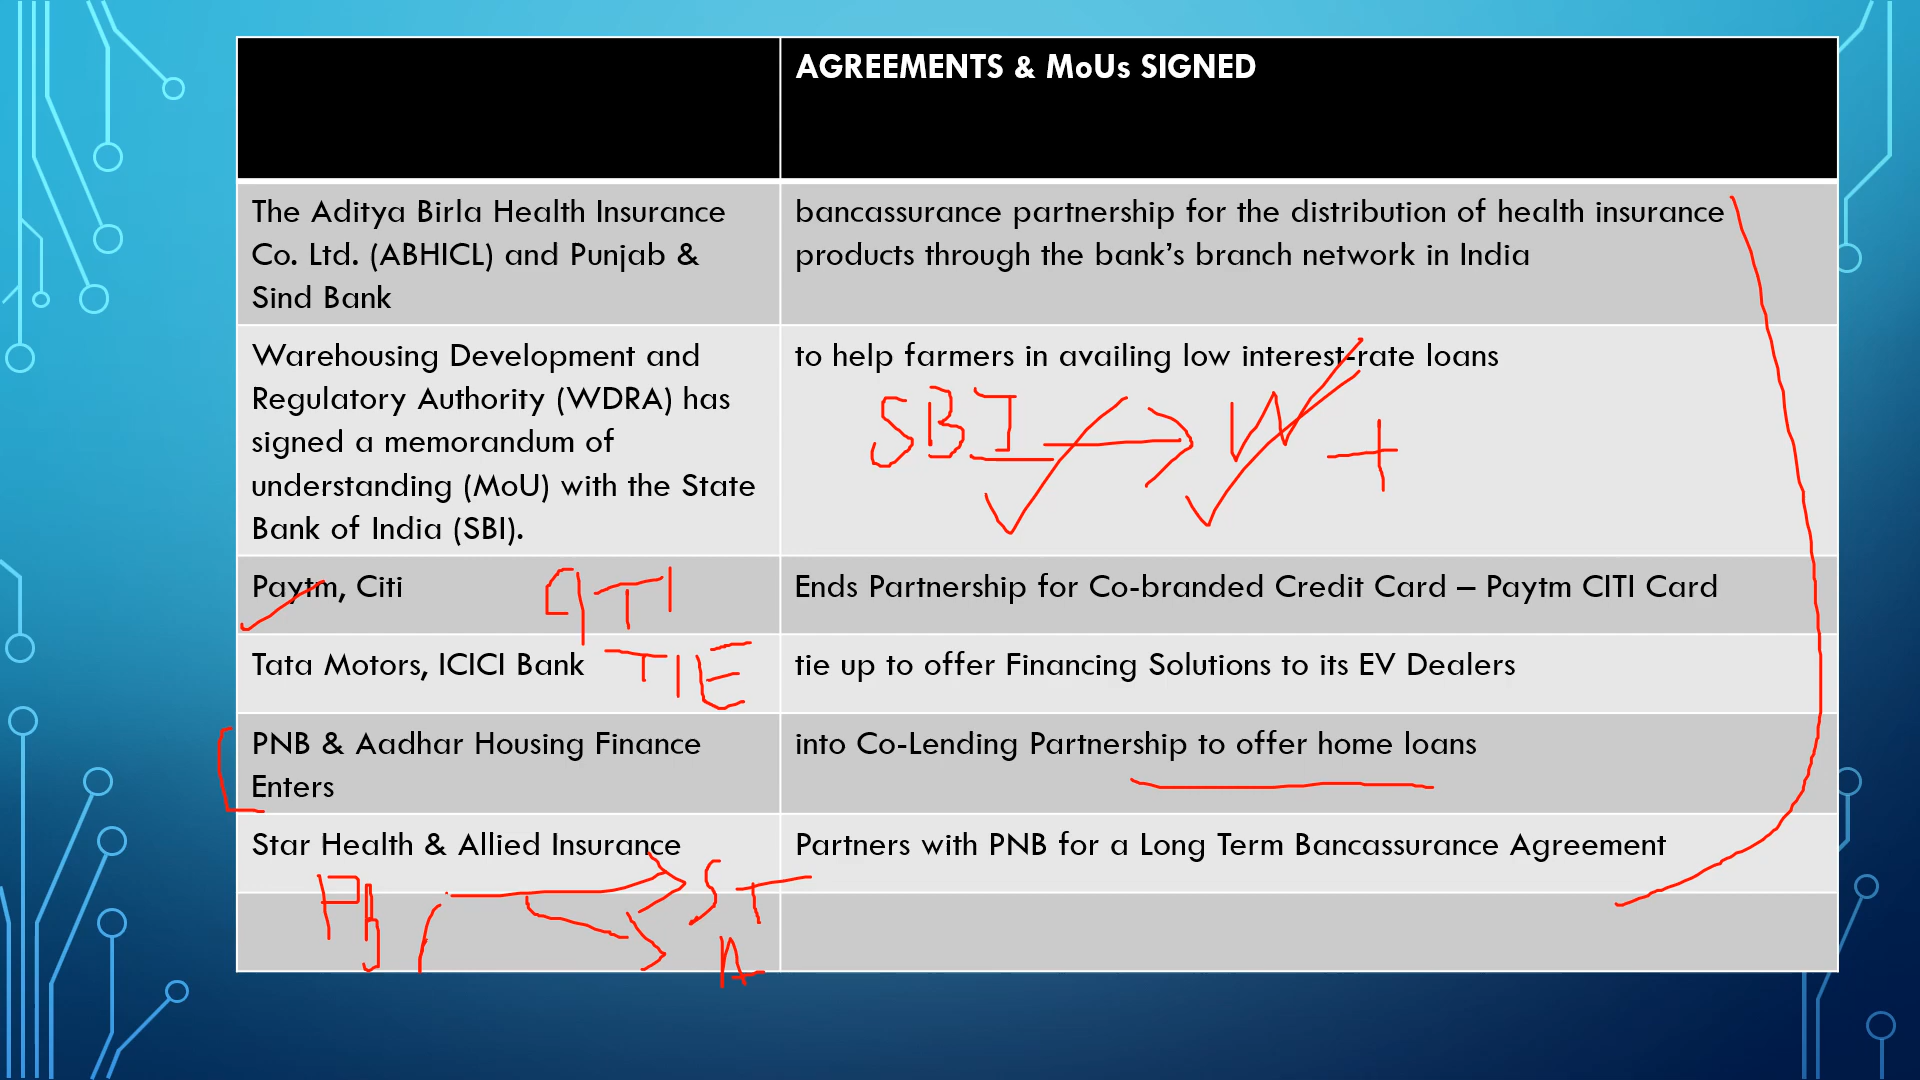 AGREEMENTS & MoUs SIGNED
The Aditya Birla Health Insurance
Co. Ltd. (ABHICL) and Punjab &
Sind Bank
bancassurance partnership for the distribution of health insurance
products through the bank’s branch network in India
Warehousing Development and
Regulatory Authority (WDRA) has
signed a memorandum of
understanding (MoU) with the State
Bank of India (SBI).
to help farmers in availing low interest-rate loans
SBI → W +
Paytm, Citi
CITI
Ends Partnership for Co-branded Credit Card – Paytm CITI Card
Tata Motors, ICICI Bank
TIE
tie up to offer Financing Solutions to its EV Dealers
PNB & Aadhar Housing Finance
Enters
into Co-Lending Partnership to offer home loans
Star Health & Allied Insurance
Partners with PNB for a Long Term Bancassurance Agreement
ST